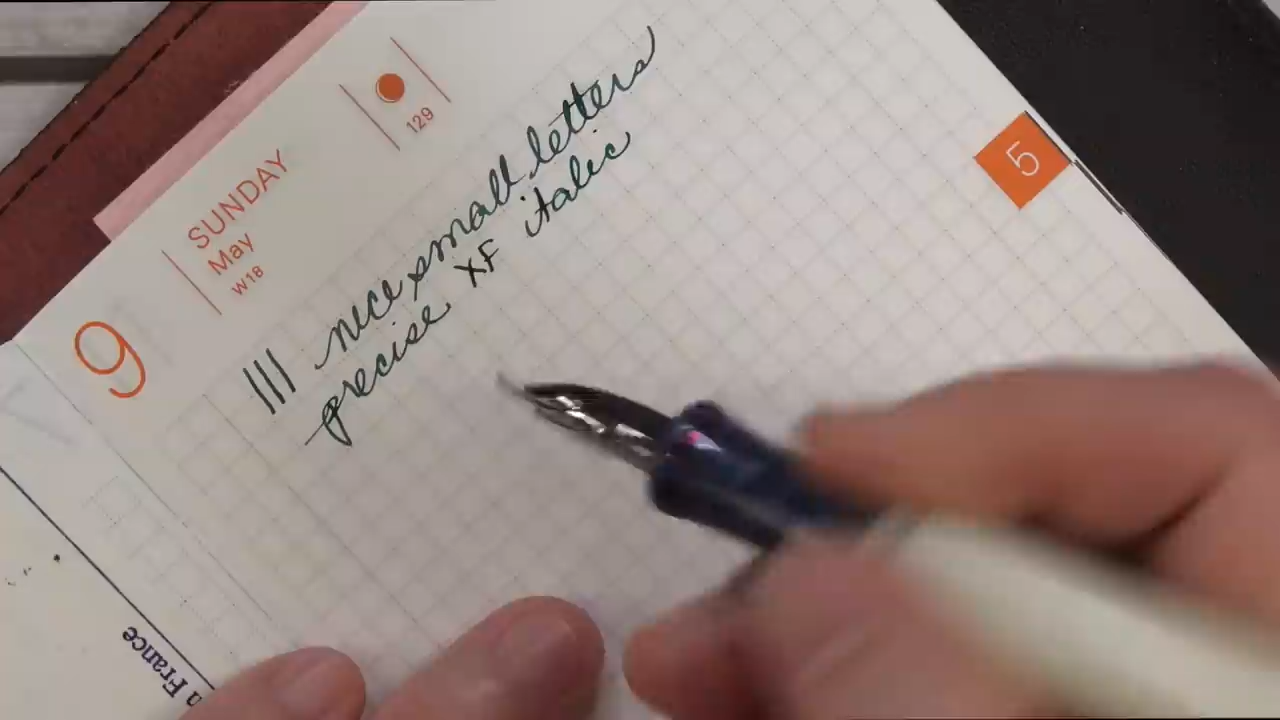 9
SUNDAY
May
W18
129
5
||| nice small letters
precise XF italic
n France